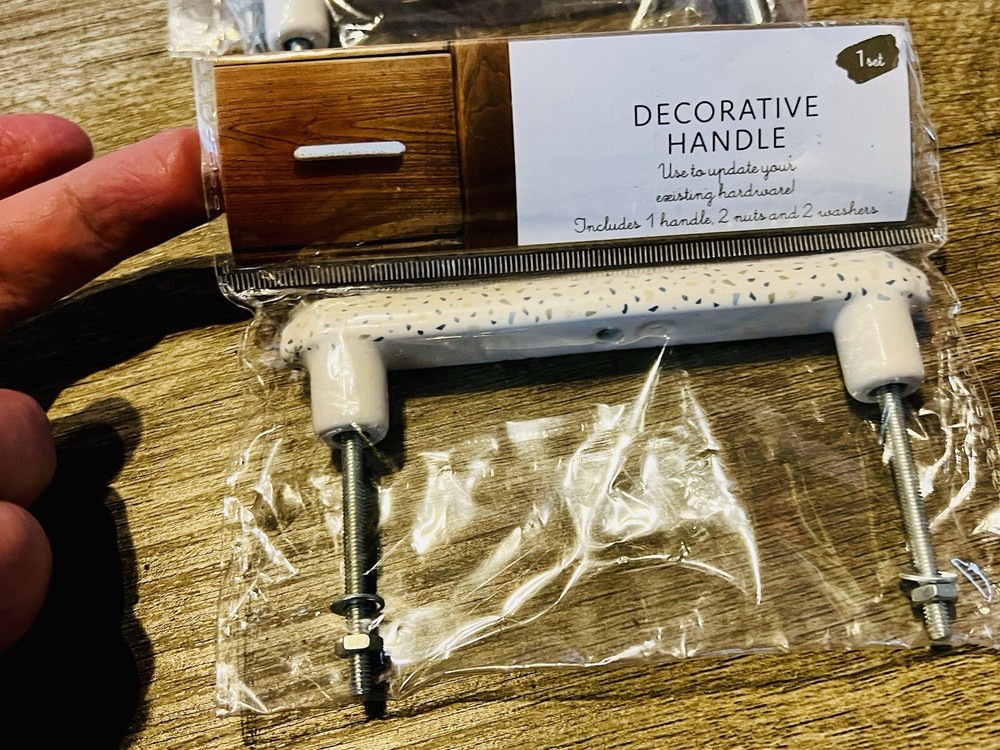 1 set
DECORATIVE
HANDLE
Use to update your
existing hardware!
Includes 1 handle, 2 nuts and 2 washers